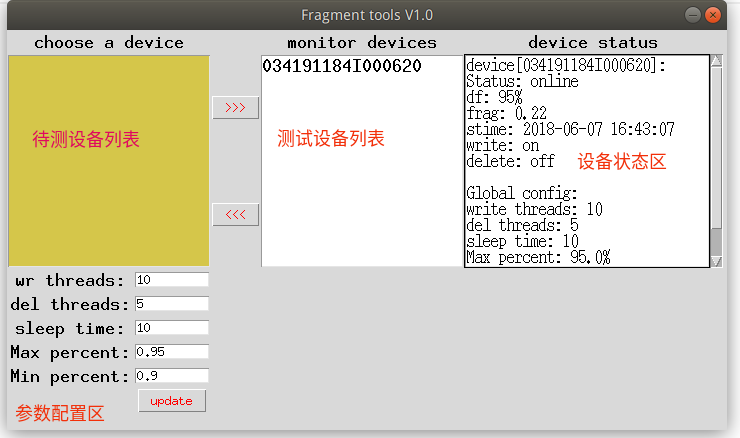 Fragment tools V1.0
choose a device
monitor devices
device status
待测设备列表
>>>
<<<
034191184I000620
测试设备列表
device[034191184I000620]:
Status: online
df: 95%
frag: 0.22
stime: 2018-06-07 16:43:07
write: on
delete: off
设备状态区
Global config:
write threads: 10
del threads: 5
sleep time: 10
Max percent: 95.0%
wr threads: 10
del threads: 5
sleep time: 10
Max percent: 0.95
Min percent: 0.9
update
参数配置区